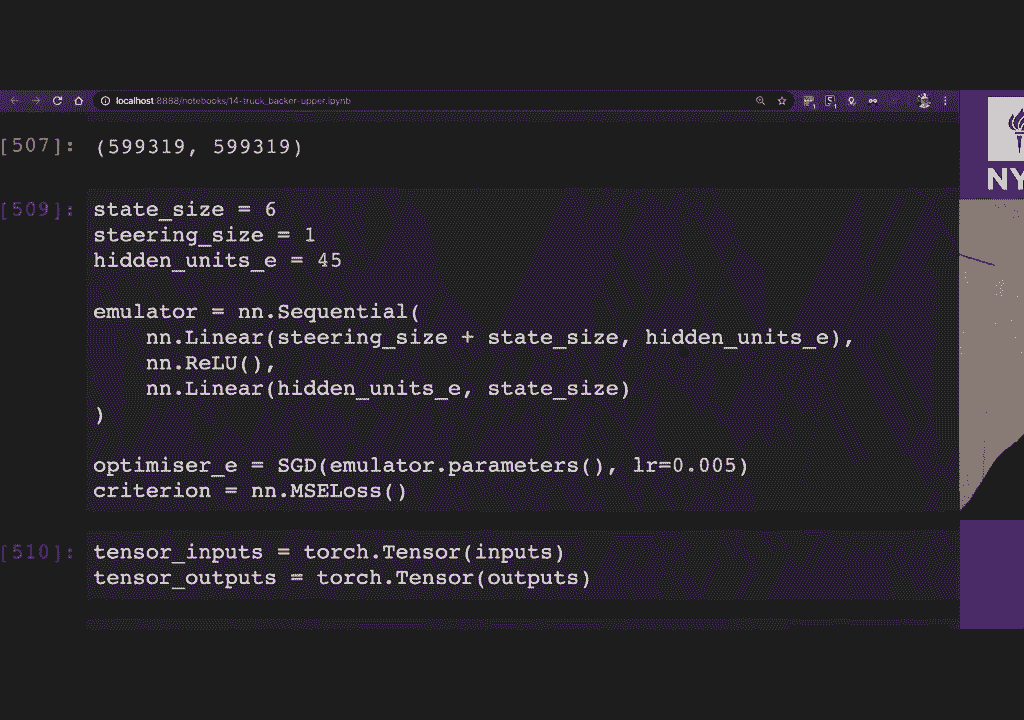 localhost:8888/notebooks/14-truck_backer-upper.ipynb
[507]: (599319, 599319)
[509]: state_size = 6
steering_size = 1
hidden_units_e = 45
emulator = nn.Sequential(
nn.Linear(steering_size + state_size, hidden_units_e),
nn.ReLU(),
nn.Linear(hidden_units_e, state_size)
)
optimiser_e = SGD(emulator.parameters(), lr=0.005)
criterion = nn.MSELoss()
[510]: tensor_inputs = torch.Tensor(inputs)
tensor_outputs = torch.Tensor(outputs)
NY